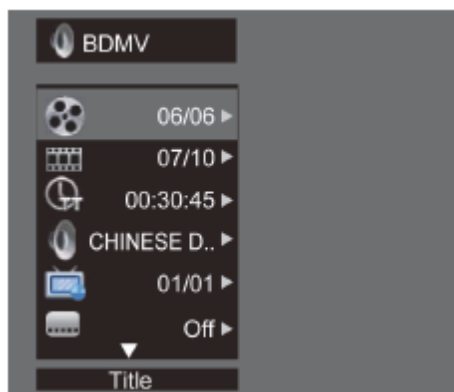 BDMV
06/06
07/10
00:30:45
CHINESE D..
01/01
Off
Title